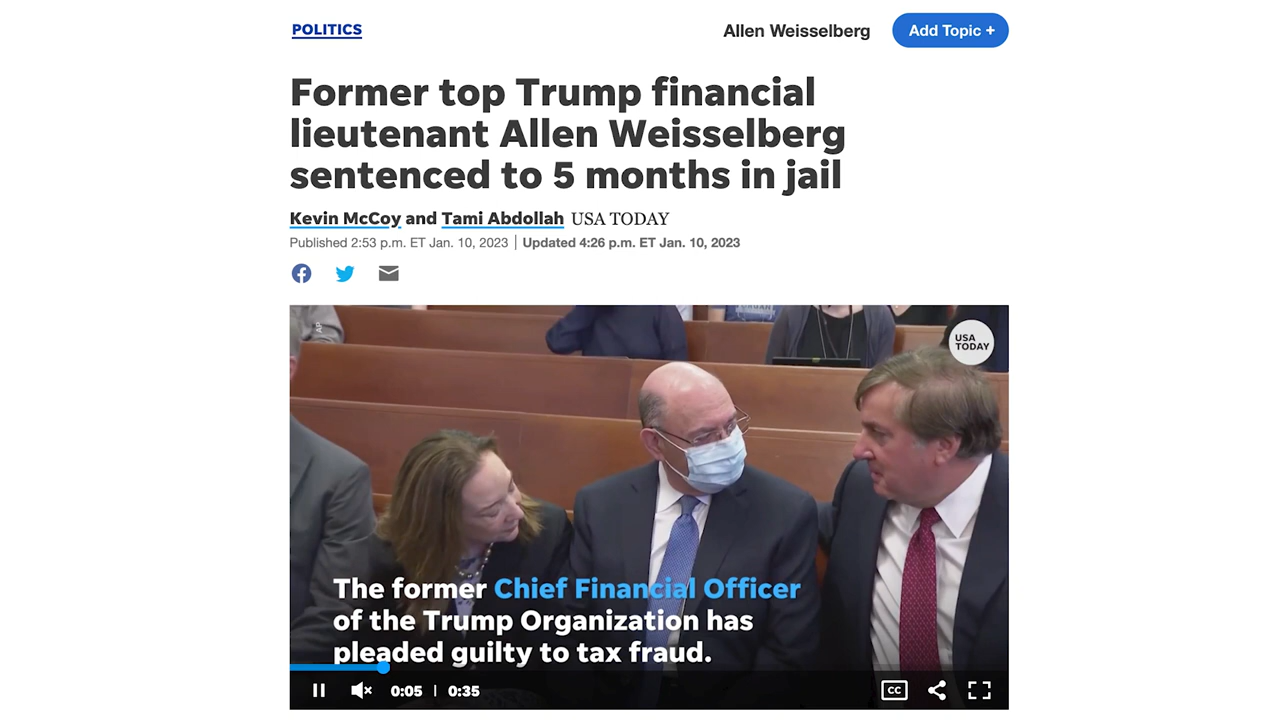 POLITICS
Allen Weisselberg
Add Topic +
Former top Trump financial
lieutenant Allen Weisselberg
sentenced to 5 months in jail
Kevin McCoy and Tami Abdollah USA TODAY
Published 2:53 p.m. ET Jan. 10, 2023 | Updated 4:26 p.m. ET Jan. 10, 2023
AP
USA
TODAY
The former Chief Financial Officer
of the Trump Organization has
pleaded guilty to tax fraud.
0:05 | 0:35
CC